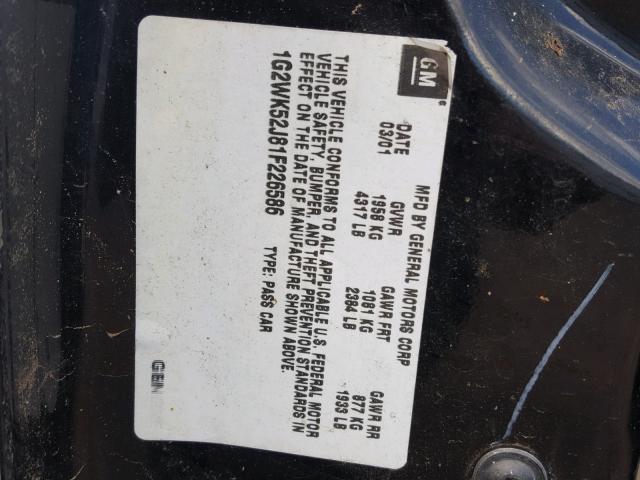 GM
MFD BY GENERAL MOTORS CORP
DATE GVWR GAWR FRT GAWR RR
03/01 1958 KG 1081 KG 877 KG
4317 LB 2384 LB 1933 LB
THIS VEHICLE CONFORMS TO ALL APPLICABLE U.S. FEDERAL MOTOR
VEHICLE SAFETY, BUMPER, AND THEFT PREVENTION STANDARDS IN
EFFECT ON THE DATE OF MANUFACTURE SHOWN ABOVE.
1G2WK52J81F226586 TYPE: PASS CAR